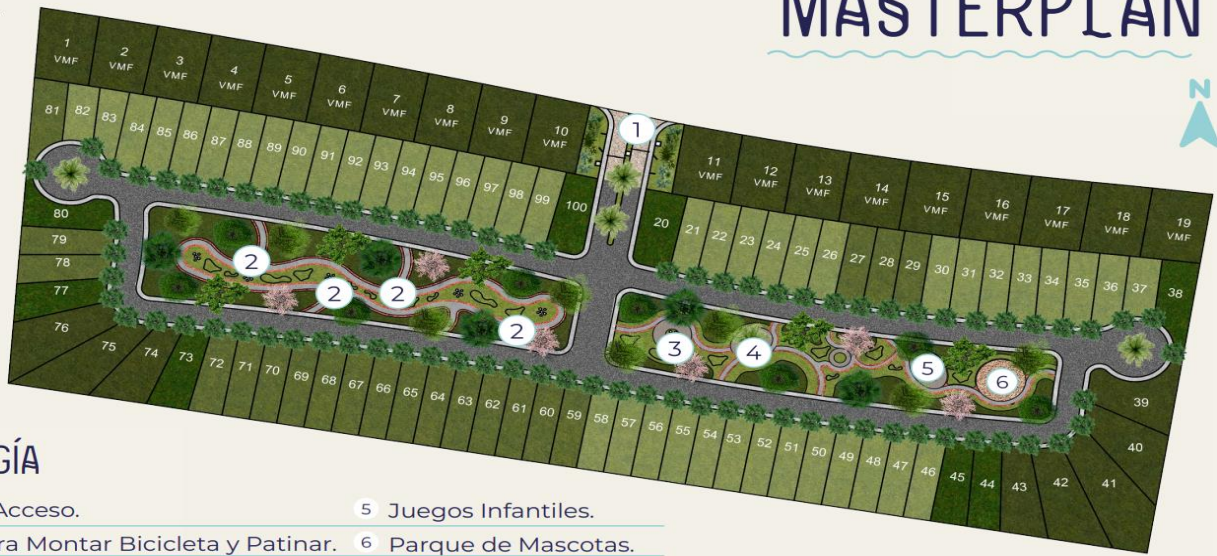 MASTERPLAN
N
1 VMF
2 VMF
3 VMF
4 VMF
5 VMF
6 VMF
7 VMF
8 VMF
9 VMF
10 VMF
1
11 VMF
12 VMF
13 VMF
14 VMF
15 VMF
16 VMF
17 VMF
18 VMF
19 VMF
81 82 83 84 85 86 87 88 89 90 91 92 93 94 95 96 97 98 99 100
20 21 22 23 24 25 26 27 28 29 30 31 32 33 34 35 36 37 38
80
79
78
77
76
75
74
73
2
2
2
2
3
4
5
6
72 71 70 69 68 67 66 65 64 63 62 61 60 59 58 57 56 55 54 53 52 51 50 49 48 47 46 45 44 43 42 41
40
39
GÍA
Acceso.
5 Juegos Infantiles.
ra Montar Bicicleta y Patinar.
6 Parque de Mascotas.